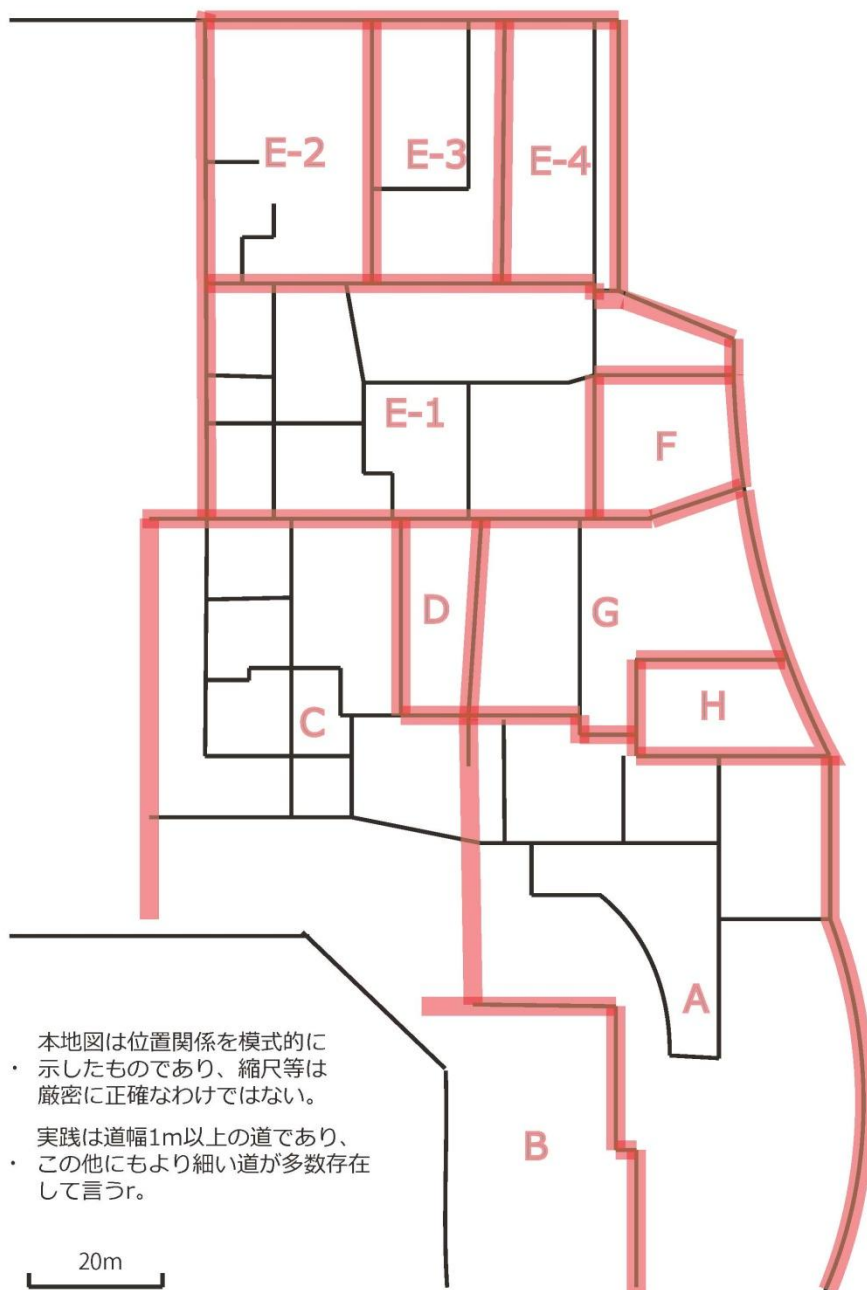 E-2
E-3
E-4
E-1
F
D
G
C
H
A
B
本地図は位置関係を模式的に
・ 示したものであり、縮尺等は
厳密に正確なわけではない。
実践は道幅1m以上の道であり、
・ この他にもより細い道が多数存在
して言うr。
20m